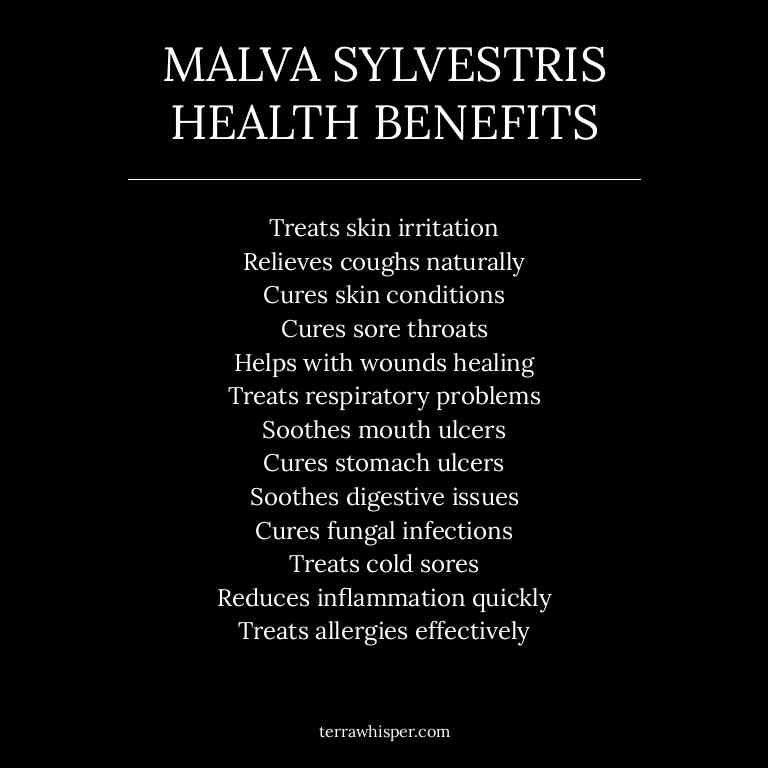 MALVA SYLVESTRIS
HEALTH BENEFITS
Treats skin irritation
Relieves coughs naturally
Cures skin conditions
Cures sore throats
Helps with wounds healing
Treats respiratory problems
Soothes mouth ulcers
Cures stomach ulcers
Soothes digestive issues
Cures fungal infections
Treats cold sores
Reduces inflammation quickly
Treats allergies effectively
terrawhisper.com